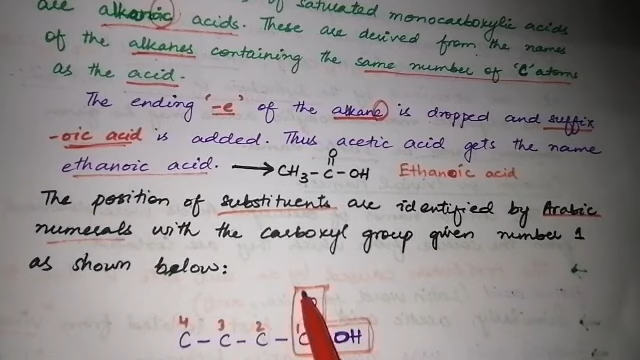 are alkanoic acids. These are derived from the names
of the alkanes containing the same number of 'C' atoms
as the acid.
The ending '-e' of the alkane is dropped and suffix
-oic acid is added. Thus acetic acid gets the name
ethanoic acid. → CH3-C-OH Ethanoic acid
O
The position of substituents are identified by Arabic
numerals with the carboxyl group given number 1
as shown below:
4 3 2 1
C - C - C - C OH